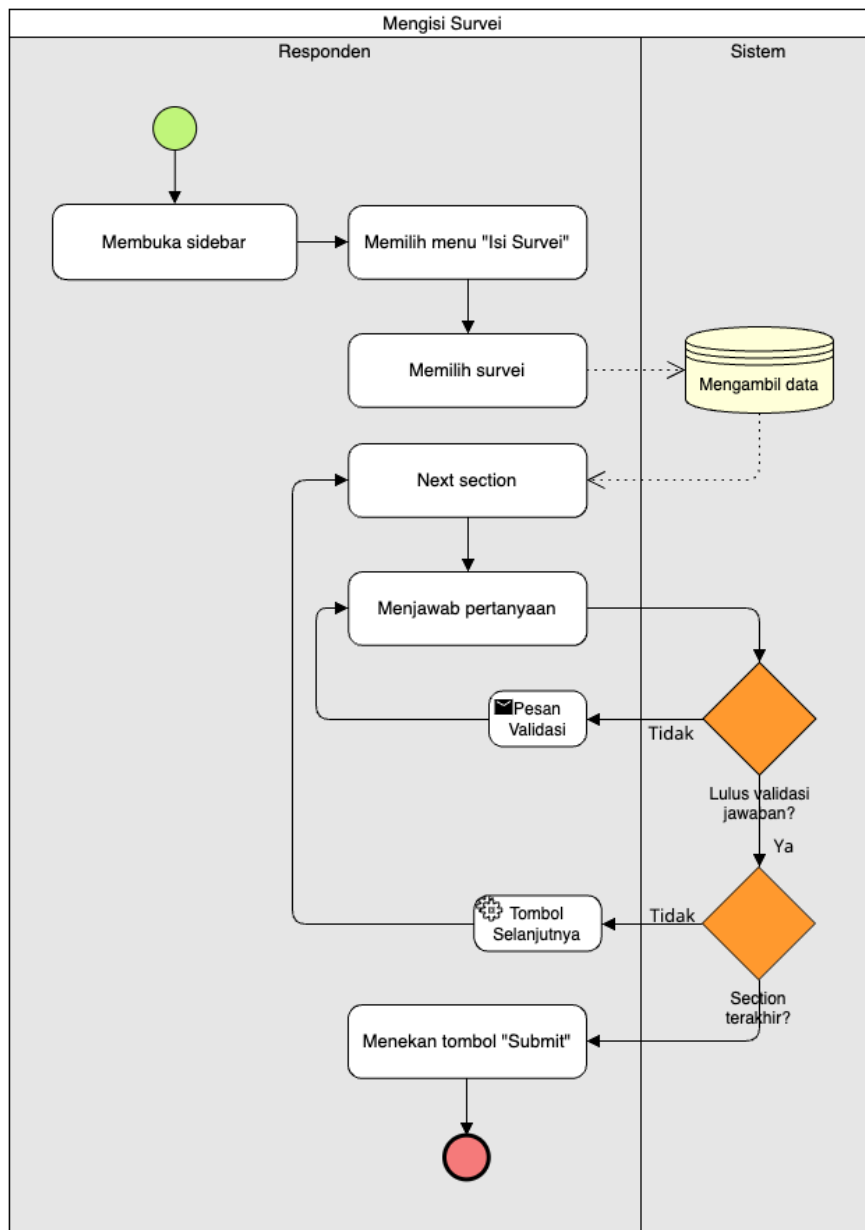 Mengisi Survei
Responden
Sistem
Membuka sidebar
Memilih menu "Isi Survei"
Memilih survei
Mengambil data
Next section
Menjawab pertanyaan
Pesan
Validasi
Tidak
Lulus validasi
jawaban?
Ya
Tombol
Selanjutnya
Tidak
Section
terakhir?
Menekan tombol "Submit"